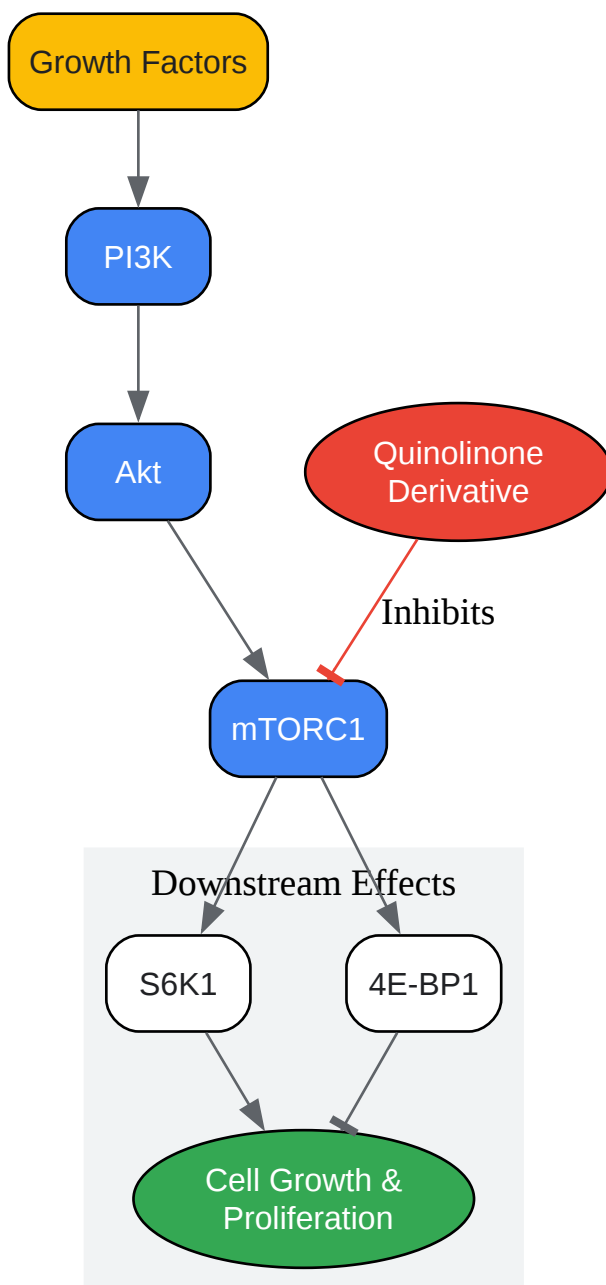 Growth Factors
PI3K
Akt
Quinolinone
Derivative
Inhibits
mTORC1
Downstream Effects
S6K1
4E-BP1
Cell Growth &
Proliferation